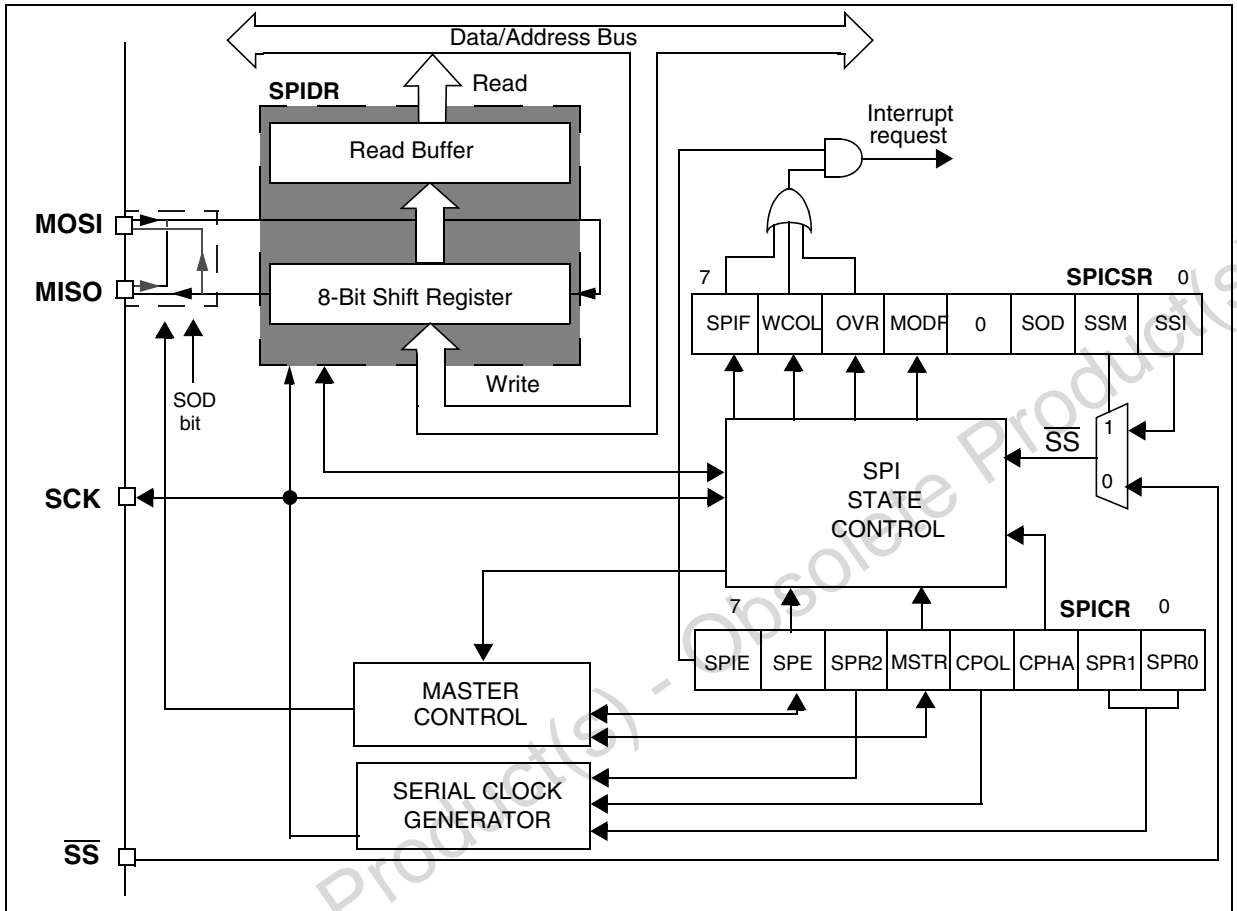 Data/Address Bus
SPIDR
Read
Read Buffer
Interrupt
request
MOSI
MISO
8-Bit Shift Register
Write
SOD
bit
7
SPICSR
0
SPIF
WCOL
OVR
MODF
0
SOD
SSM
SSI
1
SS
0
SCK
SPI
STATE
CONTROL
7
SPICR
0
SPIE
SPE
SPR2
MSTR
CPOL
CPHA
SPR1
SPR0
MASTER
CONTROL
SERIAL CLOCK
GENERATOR
SS
Product(s) - Obsolete Product(s